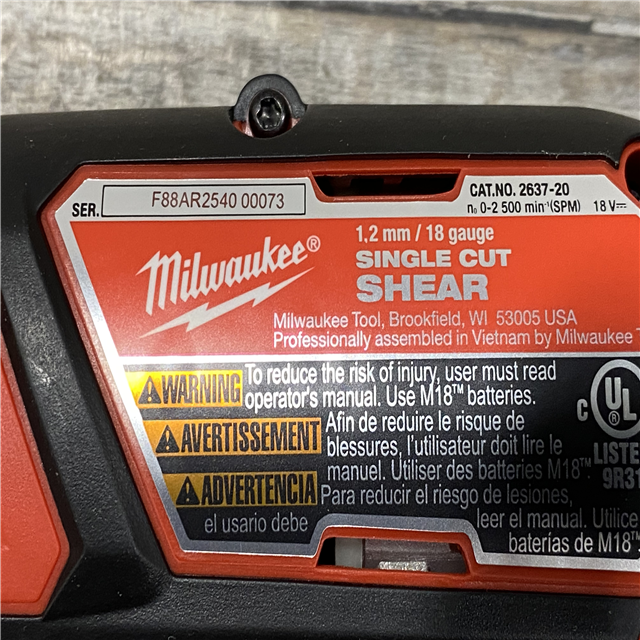 SER. F88AR2540 00073
CAT.NO. 2637-20
n₀ 0-2 500 min⁻¹(SPM) 18 V⎓
Milwaukee®
1,2 mm / 18 gauge
SINGLE CUT
SHEAR
Milwaukee Tool, Brookfield, WI 53005 USA
Professionally assembled in Vietnam by Milwaukee
WARNING To reduce the risk of injury, user must read
operator's manual. Use M18™ batteries.
AVERTISSEMENT Afin de reduire le risque de
blessures, l'utilisateur doit lire le
manuel. Utiliser des batteries M18™.
ADVERTENCIA Para reducir el riesgo de lesiones,
el usario debe leer el manual. Utilice
baterías de M18™
C UL ®
LISTE
9R31